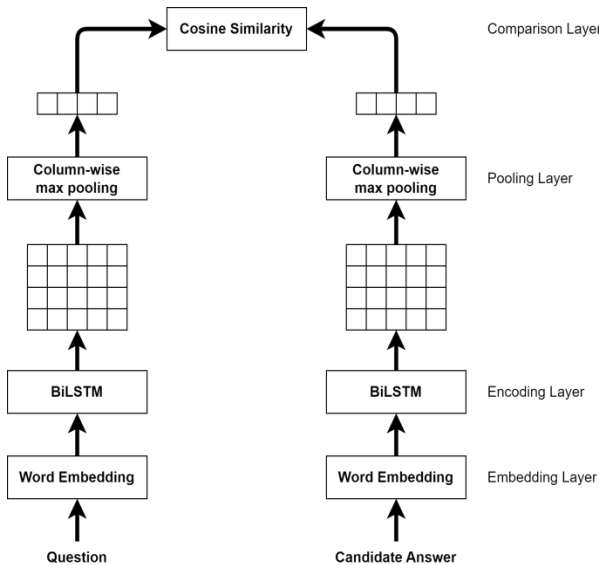 Cosine Similarity
Comparison Layer
Column-wise
max pooling
Column-wise
max pooling
Pooling Layer
BiLSTM
BiLSTM
Encoding Layer
Word Embedding
Word Embedding
Embedding Layer
Question
Candidate Answer